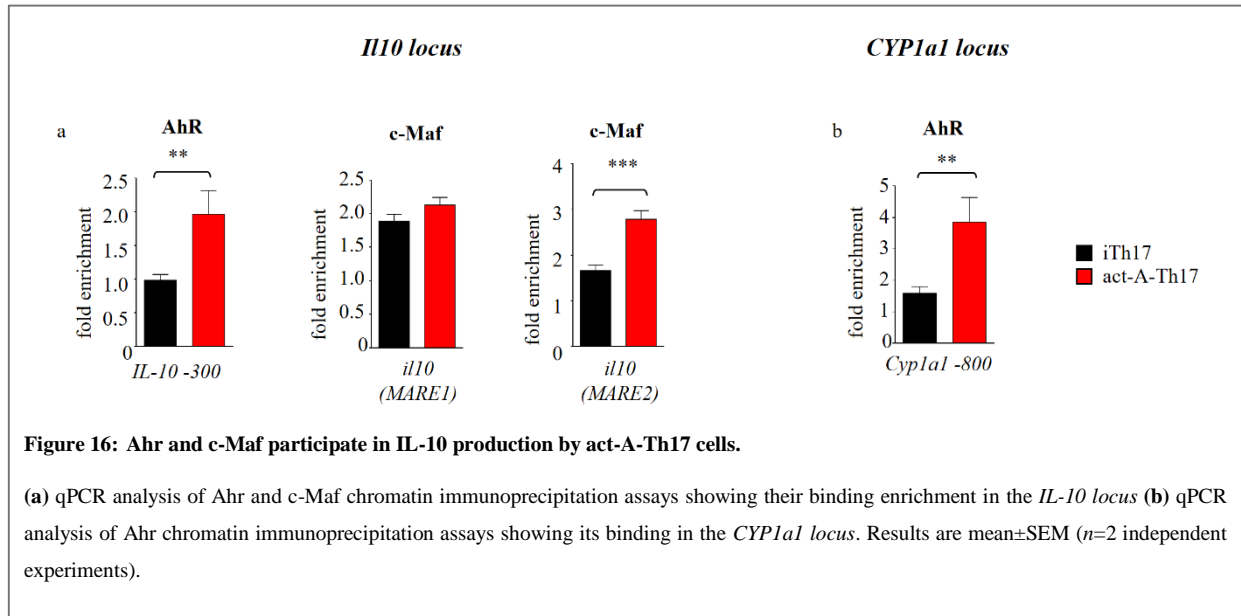 Il10 locus
CYP1a1 locus
a
AhR
**
fold enrichment
2.5
2.0
1.5
1.0
0.5
0
IL-10 -300
c-Maf
fold enrichment
2.5
2.0
1.5
1.0
0.5
0
il10
(MARE1)
c-Maf
***
fold enrichment
4
3
2
1
0
il10
(MARE2)
b
AhR
**
fold enrichment
5
4
3
2
1
0
Cyp1a1 -800
iTh17
act-A-Th17
Figure 16: Ahr and c-Maf participate in IL-10 production by act-A-Th17 cells.
(a) qPCR analysis of Ahr and c-Maf chromatin immunoprecipitation assays showing their binding enrichment in the IL-10 locus (b) qPCR
analysis of Ahr chromatin immunoprecipitation assays showing its binding in the CYP1a1 locus. Results are mean±SEM (n=2 independent
experiments).